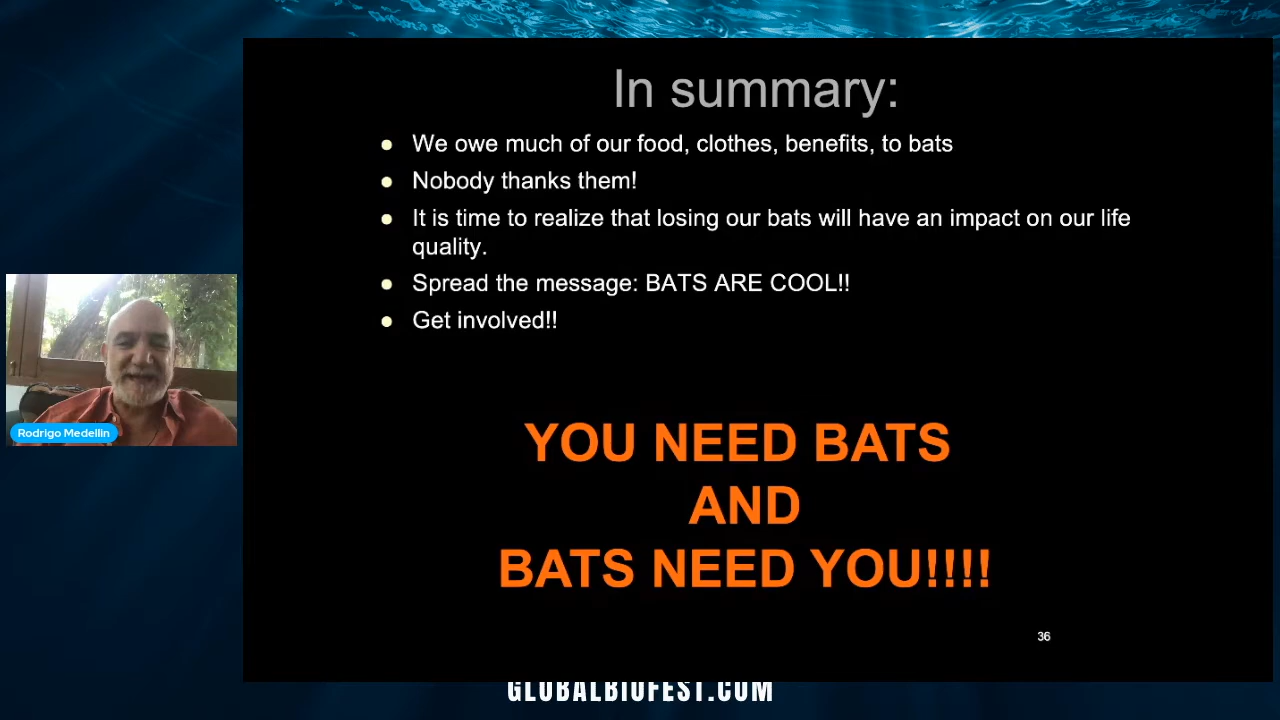 In summary:
We owe much of our food, clothes, benefits, to bats
Nobody thanks them!
It is time to realize that losing our bats will have an impact on our life
quality.
Spread the message: BATS ARE COOL!!
Get involved!!
Rodrigo Medellin
YOU NEED BATS
AND
BATS NEED YOU!!!!
36
GLOBALBIOFEST.COM